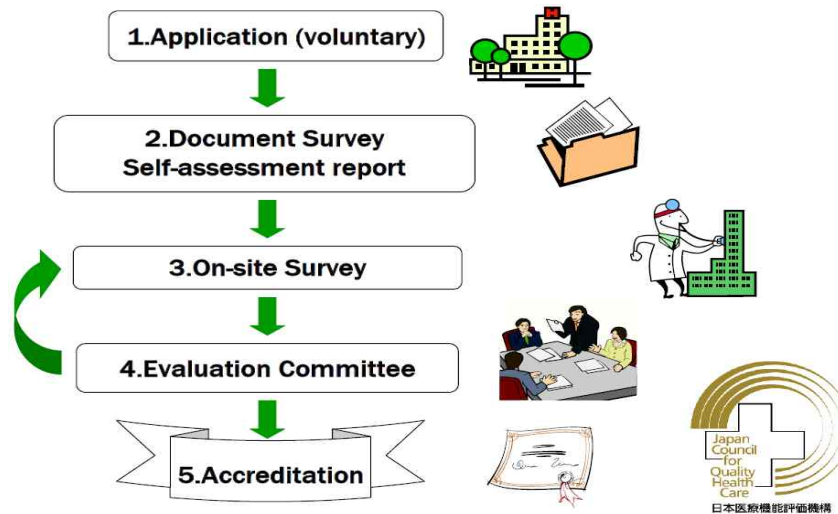 1.Application (voluntary)
2.Document Survey
Self-assessment report
3.On-site Survey
4.Evaluation Committee
5.Accreditation
H
Japan
Council
for
Quality
Health
Care
日本医療機能評価機構